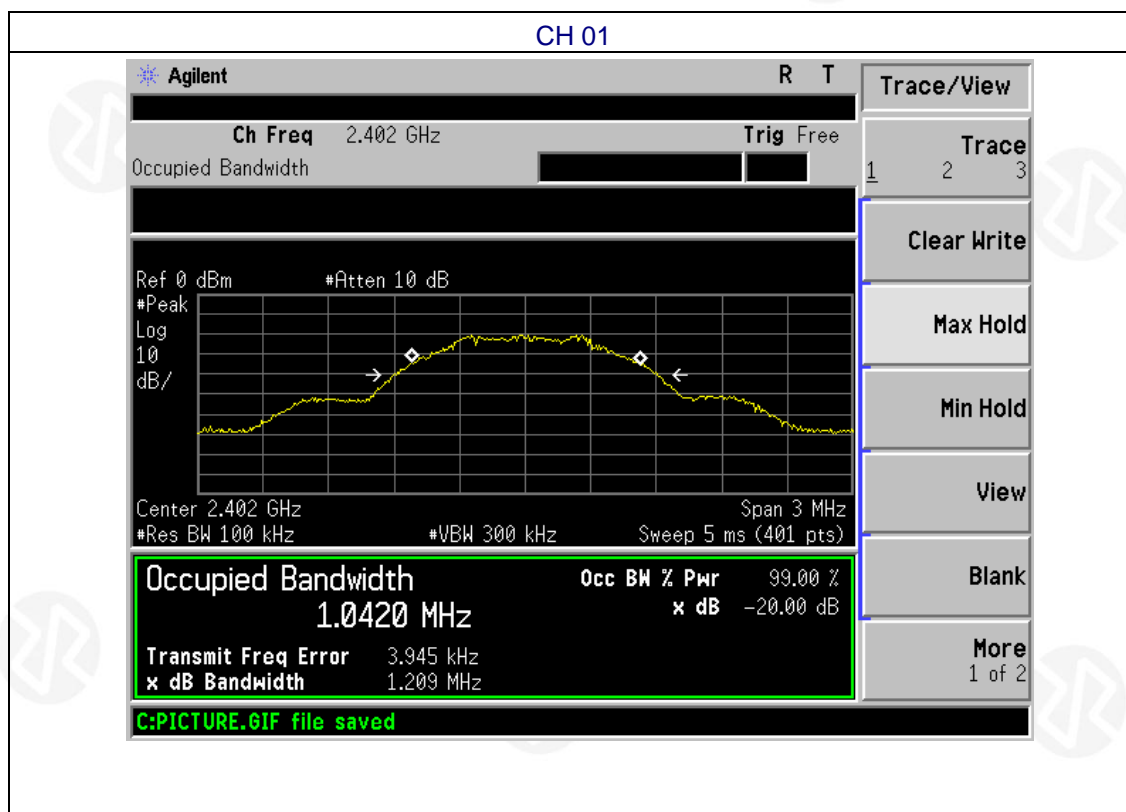 CH 01
Agilent R T
Trace/View
Ch Freq 2.402 GHz Trig Free
Occupied Bandwidth
Trace
1 2 3
Clear Write
Max Hold
Min Hold
View
Blank
More
1 of 2
Ref 0 dBm #Atten 10 dB
#Peak
Log
10
dB/
Center 2.402 GHz Span 3 MHz
#Res BW 100 kHz #VBW 300 kHz Sweep 5 ms (401 pts)
Occupied Bandwidth Occ BW % Pwr 99.00 %
1.0420 MHz x dB -20.00 dB
Transmit Freq Error 3.945 kHz
x dB Bandwidth 1.209 MHz
C:PICTURE.GIF file saved